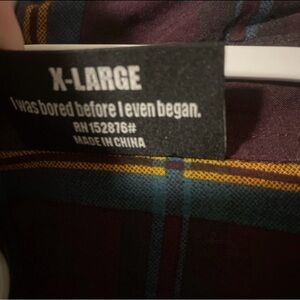 X-LARGE
I was bored before I even began.
RN 152876#
MADE IN CHINA